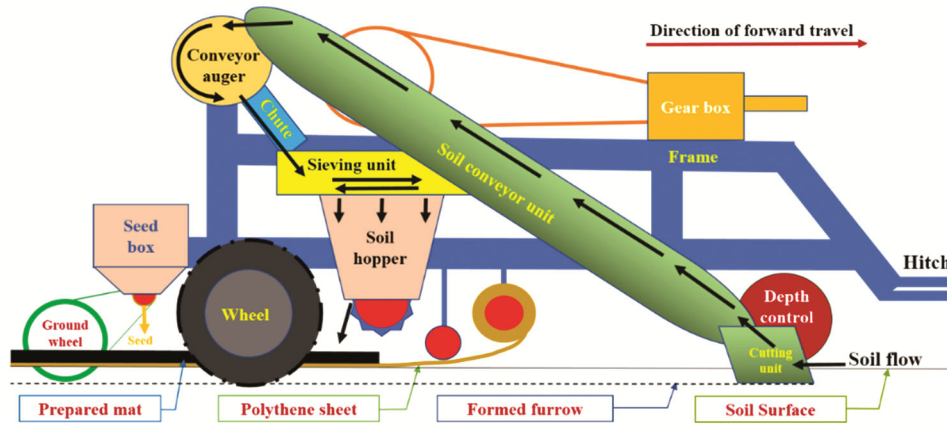 Direction of forward travel
Conveyor
auger
Chute
Gear box
Frame
Sieving unit
Soil conveyor unit
Seed
box
Soil
hopper
Hitch
Wheel
Depth
control
Ground
wheel
Seed
Cutting
unit
Soil flow
Prepared mat
Polythene sheet
Formed furrow
Soil Surface